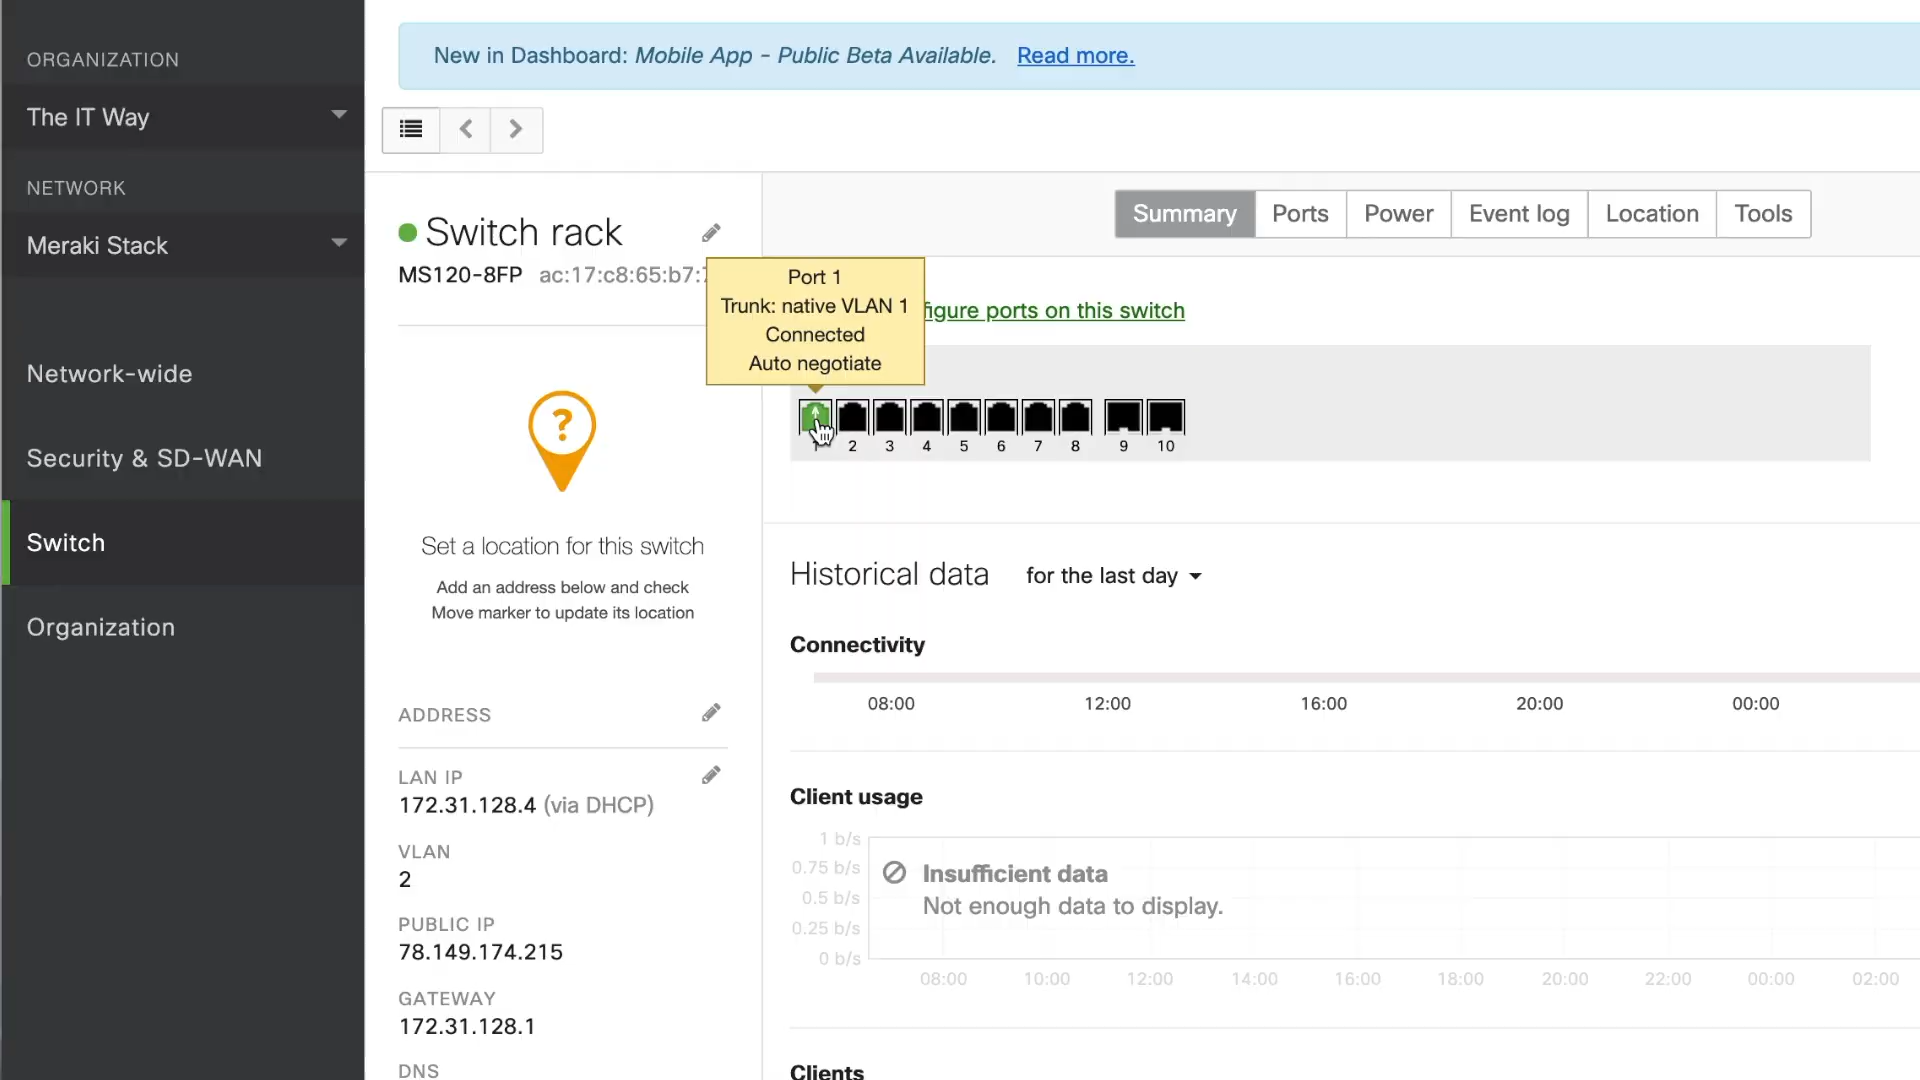 ORGANIZATION
The IT Way
NETWORK
Meraki Stack
Network-wide
Security & SD-WAN
Switch
Organization
New in Dashboard: Mobile App - Public Beta Available. Read more.
Switch rack
MS120-8FP ac:17:c8:65:b7:
Set a location for this switch
Add an address below and check
Move marker to update its location
ADDRESS
LAN IP
172.31.128.4 (via DHCP)
VLAN
2
PUBLIC IP
78.149.174.215
GATEWAY
172.31.128.1
DNS
Summary Ports Power Event log Location Tools
Port 1
Trunk: native VLAN 1
Connected
Auto negotiate
figure ports on this switch
1 2 3 4 5 6 7 8 9 10
Historical data for the last day
Connectivity
08:00 12:00 16:00 20:00 00:00
Client usage
1 b/s
0.75 b/s
0.5 b/s
0.25 b/s
0 b/s
Insufficient data
Not enough data to display.
08:00 10:00 12:00 14:00 16:00 18:00 20:00 22:00 00:00 02:00
Clients